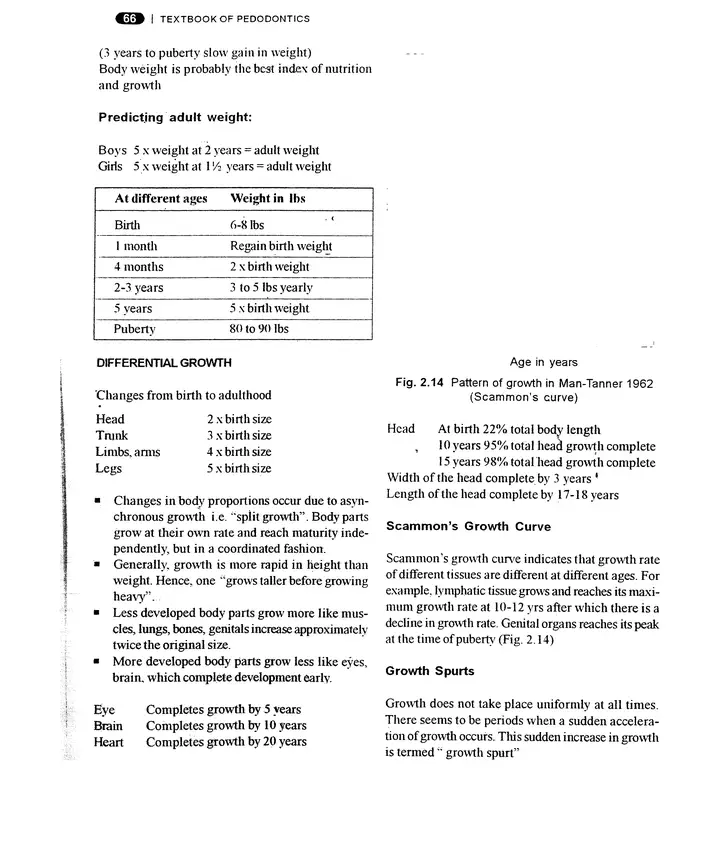 66 | TEXTBOOK OF PEDODONTICS
(3 years to puberty slow gain in weight)
Body weight is probably the best index of nutrition
and growth
Predicting adult weight:
Boys 5 x weight at 2 years = adult weight
Girls 5 x weight at 1½ years = adult weight
At different ages Weight in lbs
Birth 6-8 lbs
1 month Regain birth weight
4 months 2 x birth weight
2-3 years 3 to 5 lbs yearly
5 years 5 x birth weight
Puberty 80 to 90 lbs
DIFFERENTIAL GROWTH
Changes from birth to adulthood
Head 2 x birth size
Trunk 3 x birth size
Limbs, arms 4 x birth size
Legs 5 x birth size
▪ Changes in body proportions occur due to asyn-
chronous growth i.e. “split growth”. Body parts
grow at their own rate and reach maturity inde-
pendently, but in a coordinated fashion.
▪ Generally, growth is more rapid in height than
weight. Hence, one “grows taller before growing
heavy”.
▪ Less developed body parts grow more like mus-
cles, lungs, bones, genitals increase approximately
twice the original size.
▪ More developed body parts grow less like eyes,
brain, which complete development early.
Eye Completes growth by 5 years
Brain Completes growth by 10 years
Heart Completes growth by 20 years
Age in years
Fig. 2.14 Pattern of growth in Man-Tanner 1962
(Scammon's curve)
Head At birth 22% total body length
10 years 95% total head growth complete
15 years 98% total head growth complete
Width of the head complete by 3 years
Length of the head complete by 17-18 years
Scammon's Growth Curve
Scammon's growth curve indicates that growth rate
of different tissues are different at different ages. For
example, lymphatic tissue grows and reaches its maxi-
mum growth rate at 10-12 yrs after which there is a
decline in growth rate. Genital organs reaches its peak
at the time of puberty (Fig. 2.14)
Growth Spurts
Growth does not take place uniformly at all times.
There seems to be periods when a sudden accelera-
tion of growth occurs. This sudden increase in growth
is termed “ growth spurt”